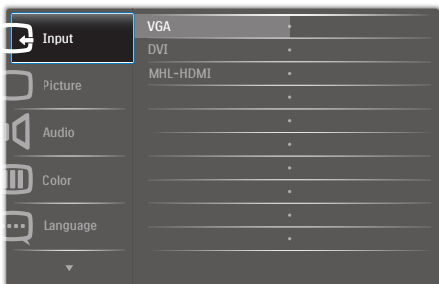 Input
Picture
Audio
Color
Language
VGA
DVI
MHL-HDMI